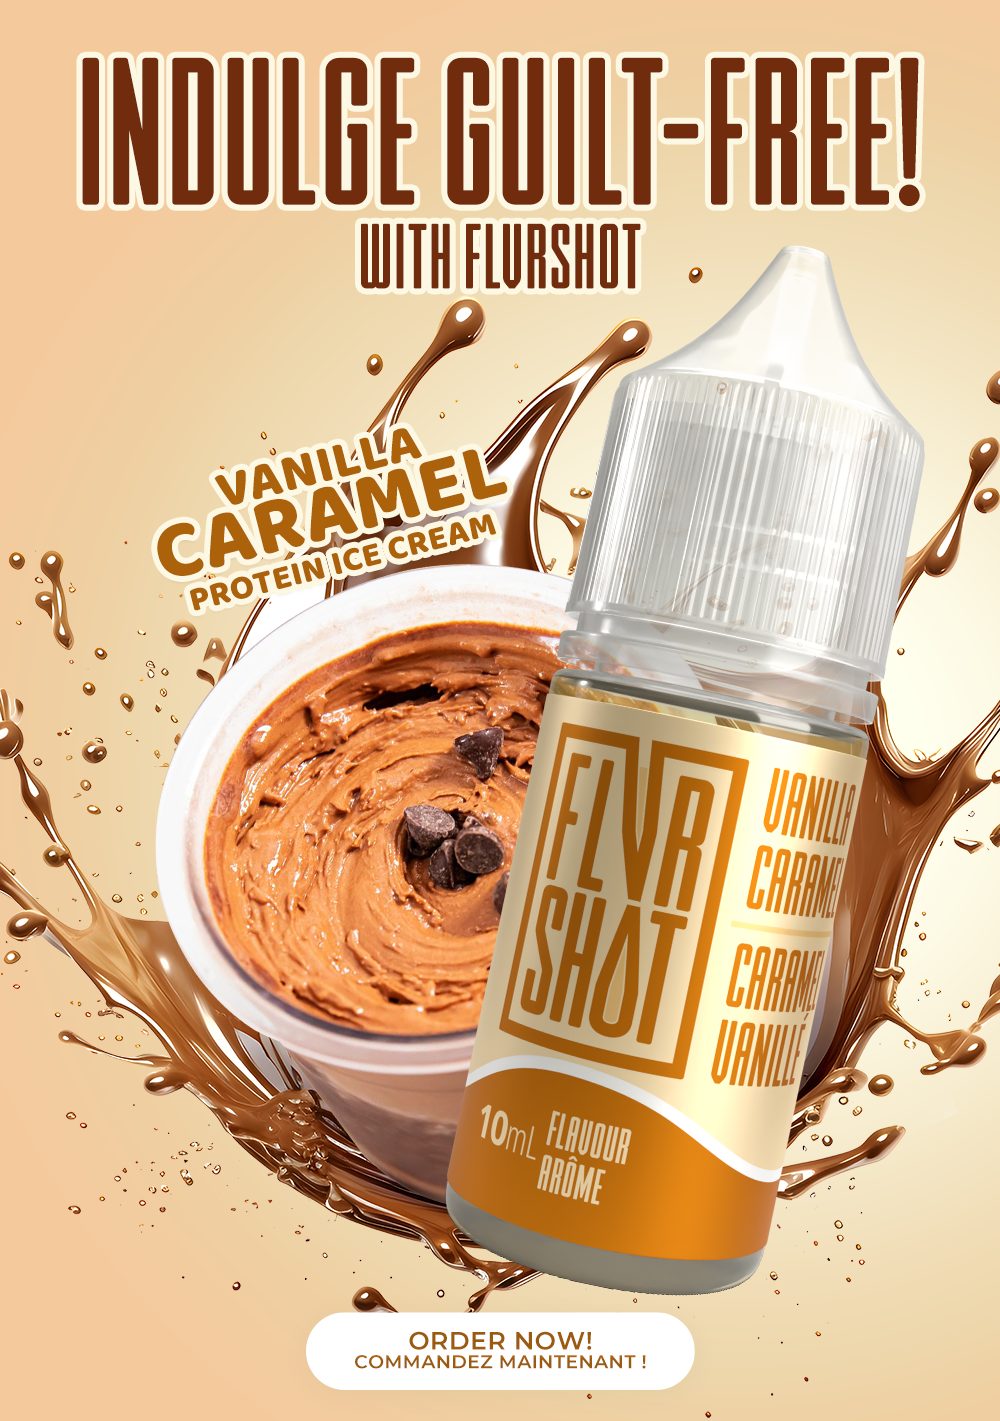 INDULGE GUILT-FREE!
WITH FLVRSHOT
VANILLA
CARAMEL
PROTEIN ICE CREAM
FLVR
SHOT
VANILLA
CARAMEL
CARAMEL
VANILLÉ
10mL
FLAVOUR
ARÔME
ORDER NOW!
COMMANDEZ MAINTENANT !